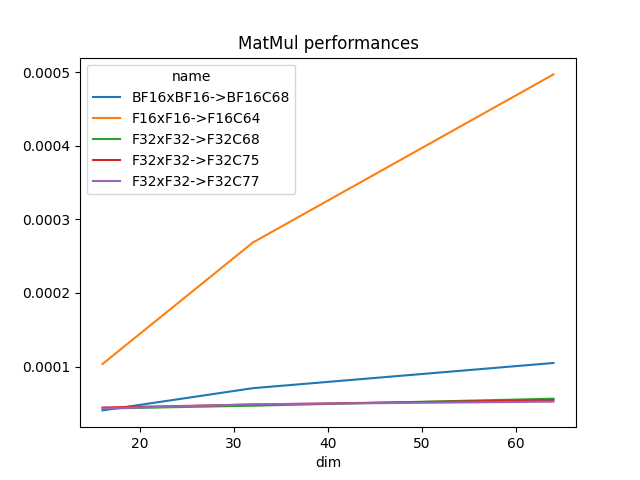 MatMul performances
name
BF16xBF16->BF16C68
F16xF16->F16C64
F32xF32->F32C68
F32xF32->F32C75
F32xF32->F32C77
0.0005
0.0004
0.0003
0.0002
0.0001
20 30 40 50 60
dim